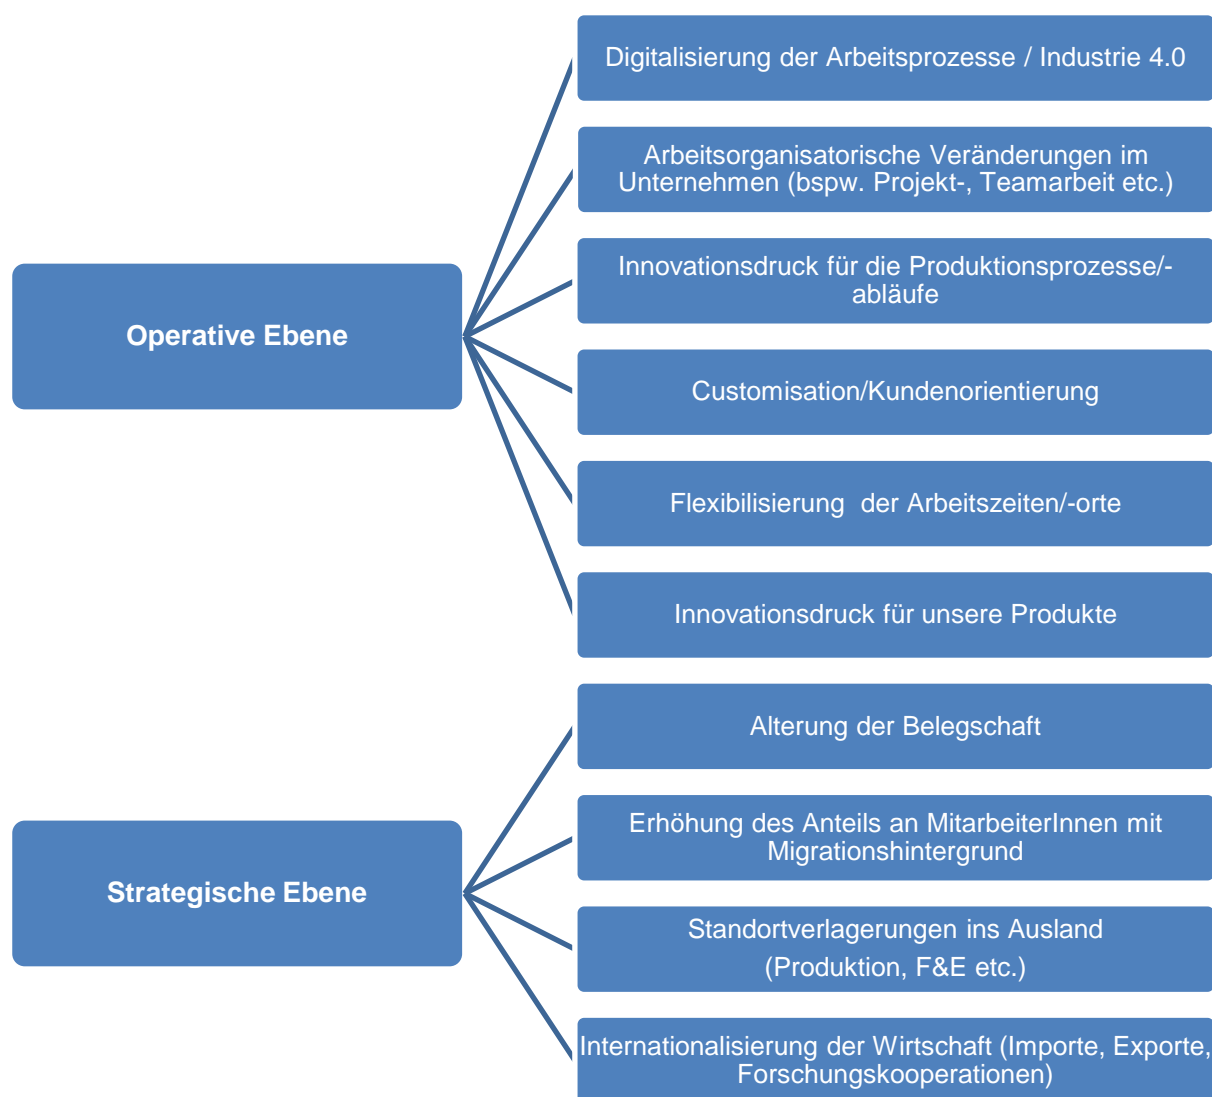 Digitalisierung der Arbeitsprozesse / Industrie 4.0
Arbeitsorganisatorische Veränderungen im
Unternehmen (bspw. Projekt-, Teamarbeit etc.)
Innovationsdruck für die Produktionsprozesse/-
abläufe
Operative Ebene
Customisation/Kundenorientierung
Flexibilisierung  der Arbeitszeiten/-orte
Innovationsdruck für unsere Produkte
Alterung der Belegschaft
Erhöhung des Anteils an MitarbeiterInnen mit
Migrationshintergrund
Strategische Ebene
Standortverlagerungen ins Ausland
(Produktion, F&E etc.)
Internationalisierung der Wirtschaft (Importe, Exporte,
Forschungskooperationen)